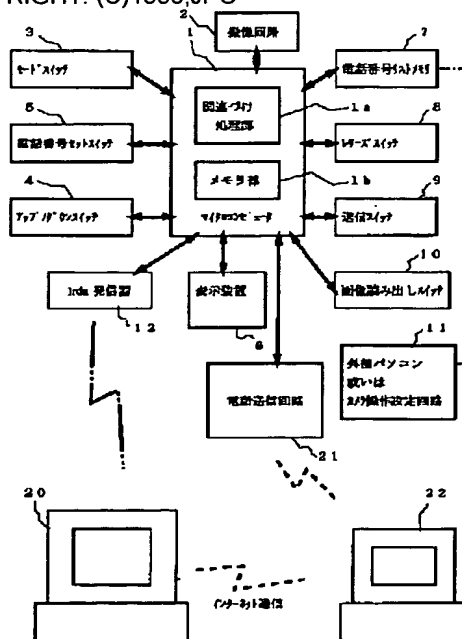 RIGHT: (C)1999,JPO
2
撮像回路
3
1
7
モードスイッチ
電話番号リストメモリ
関連づけ
処理部
1a
5
8
電話番号セットスイッチ
レリーズスイッチ
メモリ部
1b
4
9
アップ/ダウンスイッチ
マイクロコンピュータ
送信スイッチ
10
Irda 発信器
表示装置
画像読み出しスイッチ
12
6
11
外部パソコン
或いは
カメラ操作設定回路
電話送信回路
21
20
22
インターネット通信